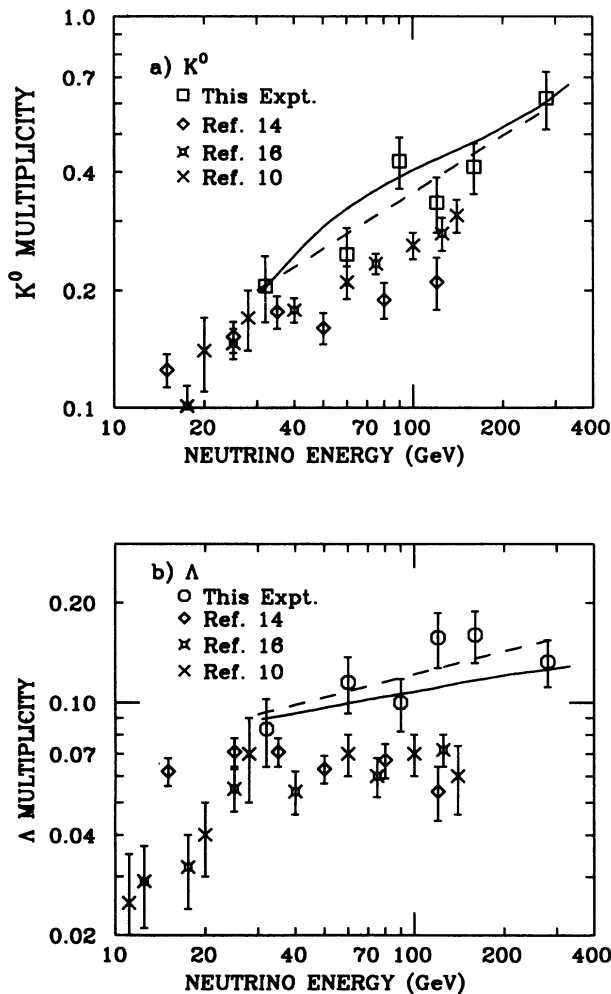 1.0
0.7
0.4
0.2
0.1
K⁰ MULTIPLICITY
a) K⁰
This Expt.
Ref. 14
Ref. 16
Ref. 10
10 20 40 100 200 400
NEUTRINO ENERGY (GeV)
0.20
0.10
0.07
0.04
0.02
Λ MULTIPLICITY
b) Λ
This Expt.
Ref. 14
Ref. 16
Ref. 10
10 20 40 100 200 400
NEUTRINO ENERGY (GeV)